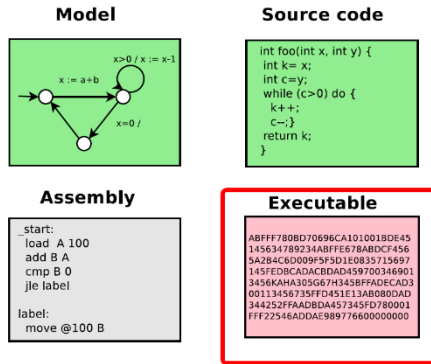 Model
x>0 / x := x-1
x := a+b
x=0 /
Source code
int foo(int x, int y) {
int k= x;
int c=y;
while (c>0) do {
k++;
c--;}
return k;
}
Assembly
_start:
load A 100
add B A
cmp B 0
jle label
label:
move @100 B
Executable
ABFFF780BD70696CA101001BDE45
145634789234ABFFE678ABDCF456
5A2B4C6D009F5F5D1E0835715697
145FEDBCADACBDAD459700346901
3456KAHA305G67H345BFFADECAD3
00113456735FFD451E13AB080DAD
344252FFAADBDA457345FD780001
FFF22546ADDAE989776600000000